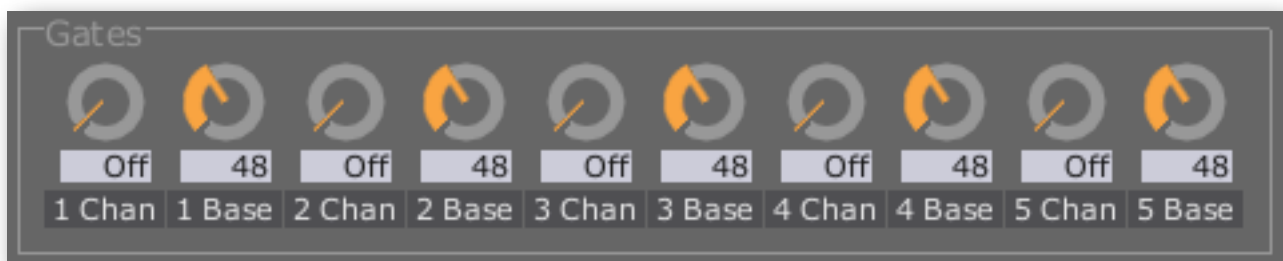 Gates
Off 48 Off 48 Off 48 Off 48 Off 48
1 Chan 1 Base 2 Chan 2 Base 3 Chan 3 Base 4 Chan 4 Base 5 Chan 5 Base